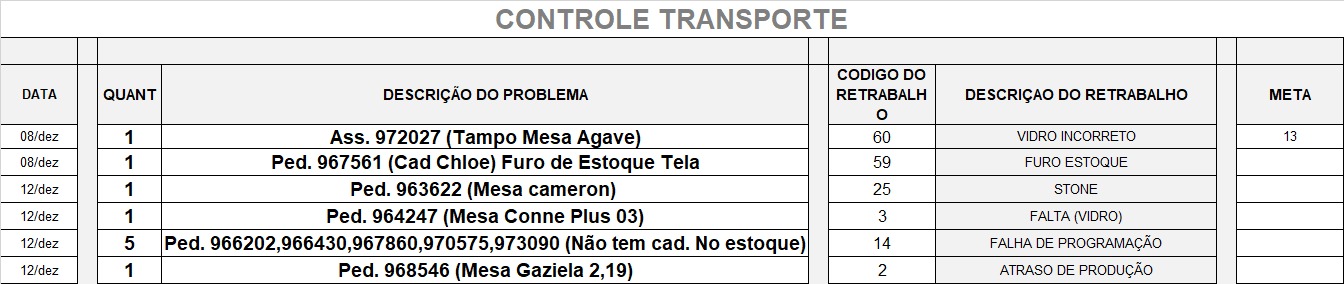 CONTROLE TRANSPORTE
DATA QUANT DESCRIÇÃO DO PROBLEMA CODIGO DO RETRABALHO DESCRIÇAO DO RETRABALHO META
08/dez 1 Ass. 972027 (Tampo Mesa Agave) 60 VIDRO INCORRETO 13
08/dez 1 Ped. 967561 (Cad Chloe) Furo de Estoque Tela 59 FURO ESTOQUE
12/dez 1 Ped. 963622 (Mesa cameron) 25 STONE
12/dez 1 Ped. 964247 (Mesa Conne Plus 03) 3 FALTA (VIDRO)
12/dez 5 Ped. 966202,966430,967860,970575,973090 (Não tem cad. No estoque) 14 FALHA DE PROGRAMAÇÃO
12/dez 1 Ped. 968546 (Mesa Gaziela 2,19) 2 ATRASO DE PRODUÇÃO